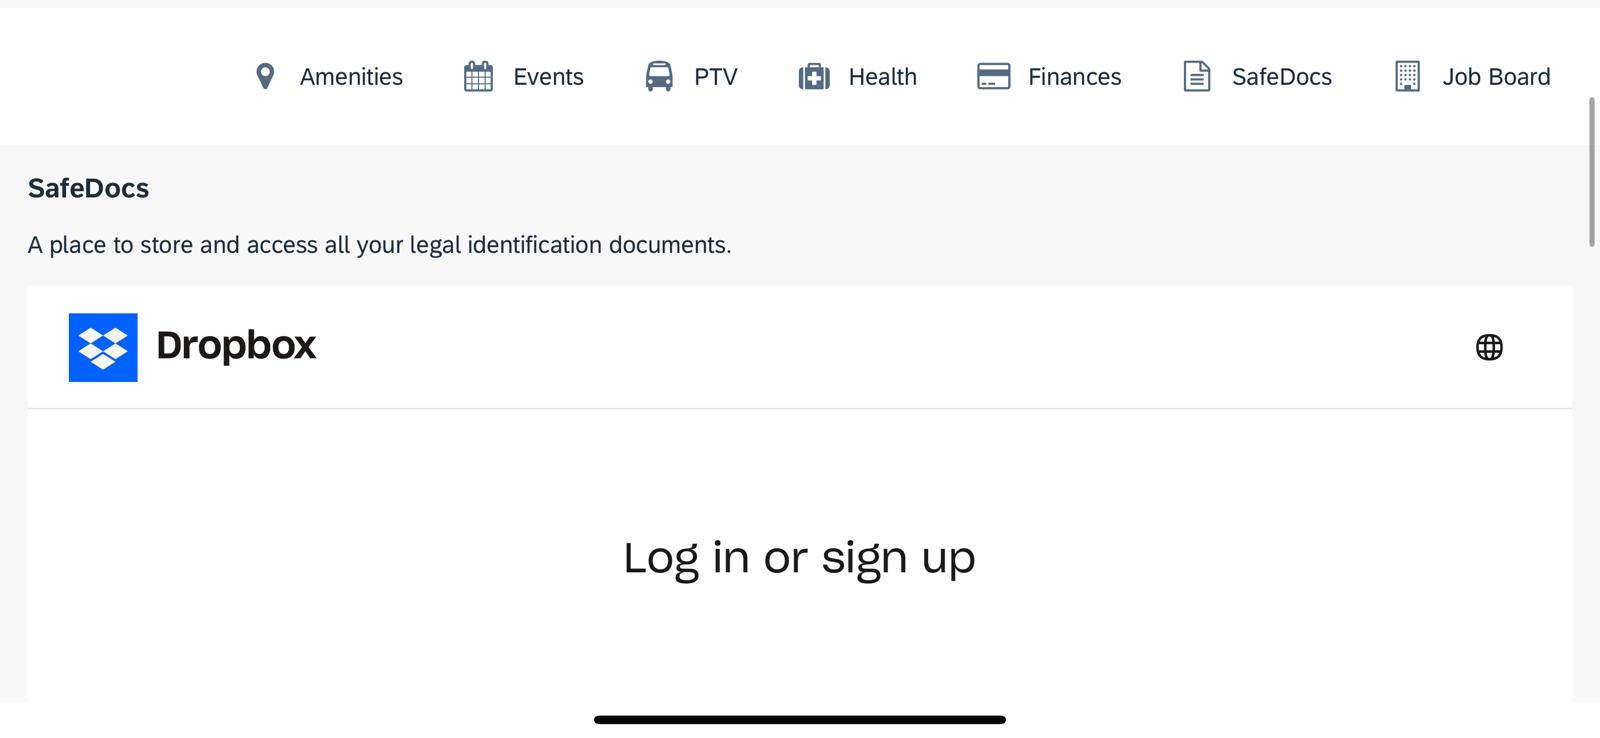 Amenities Events PTV Health Finances SafeDocs Job Board
SafeDocs
A place to store and access all your legal identification documents.
Dropbox
Log in or sign up